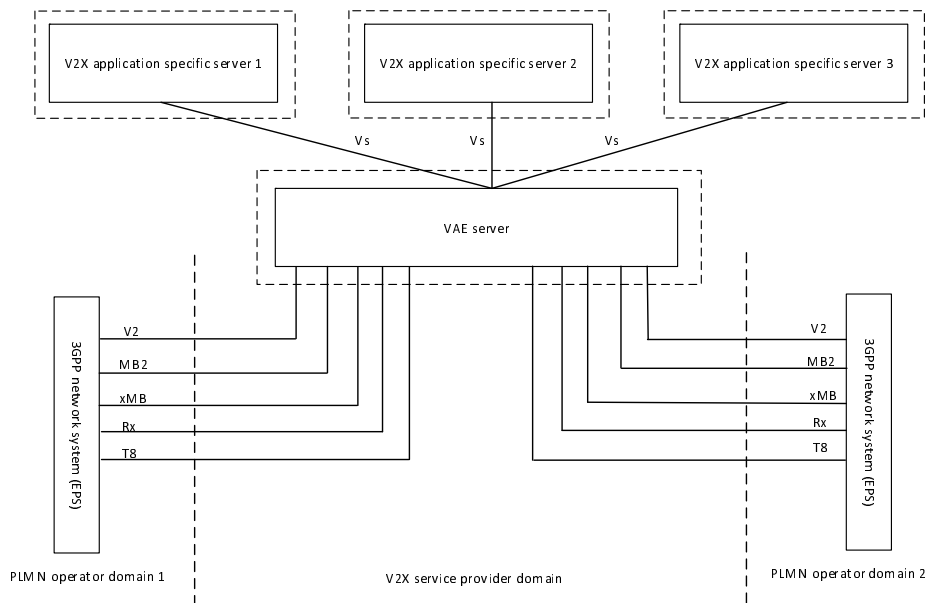 V2X application specific server 1
V2X application specific server 2
V2X application specific server 3
Vs
Vs
Vs
VAE server
3GPP network system (EPS)
V2
MB2
xMB
Rx
T8
V2
MB2
xMB
Rx
T8
3GPP network system (EPS)
PLMN operator domain 1
V2X service provider domain
PLMN operator domain 2